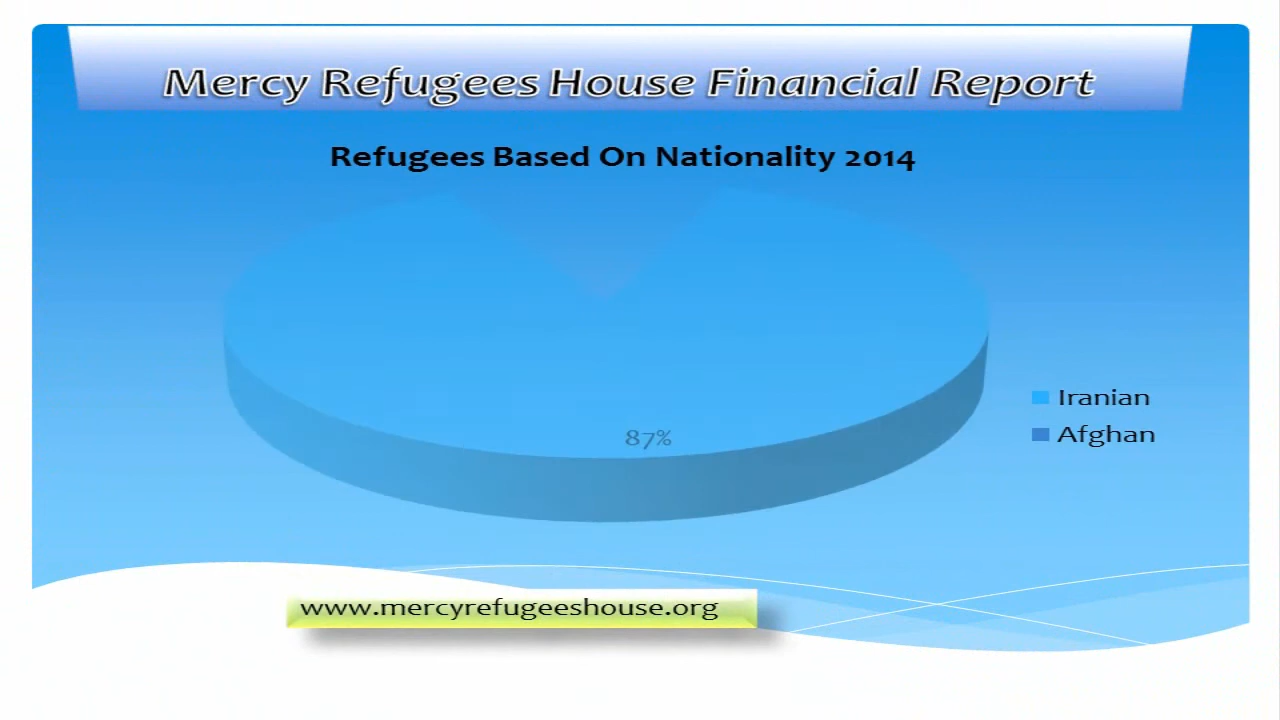 Mercy Refugees House Financial Report
Refugees Based On Nationality 2014
87%
Iranian
Afghan
www.mercyrefugeeshouse.org